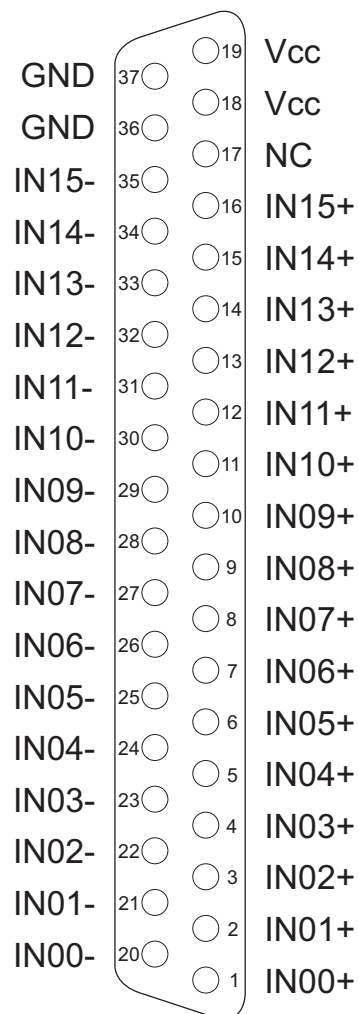 19 Vcc
GND 37
18 Vcc
GND 36
17 NC
IN15- 35
16 IN15+
IN14- 34
15 IN14+
IN13- 33
14 IN13+
IN12- 32
13 IN12+
IN11- 31
12 IN11+
IN10- 30
11 IN10+
IN09- 29
10 IN09+
IN08- 28
9 IN08+
IN07- 27
8 IN07+
IN06- 26
7 IN06+
IN05- 25
6 IN05+
IN04- 24
5 IN04+
IN03- 23
4 IN03+
IN02- 22
3 IN02+
IN01- 21
2 IN01+
IN00- 20
1 IN00+